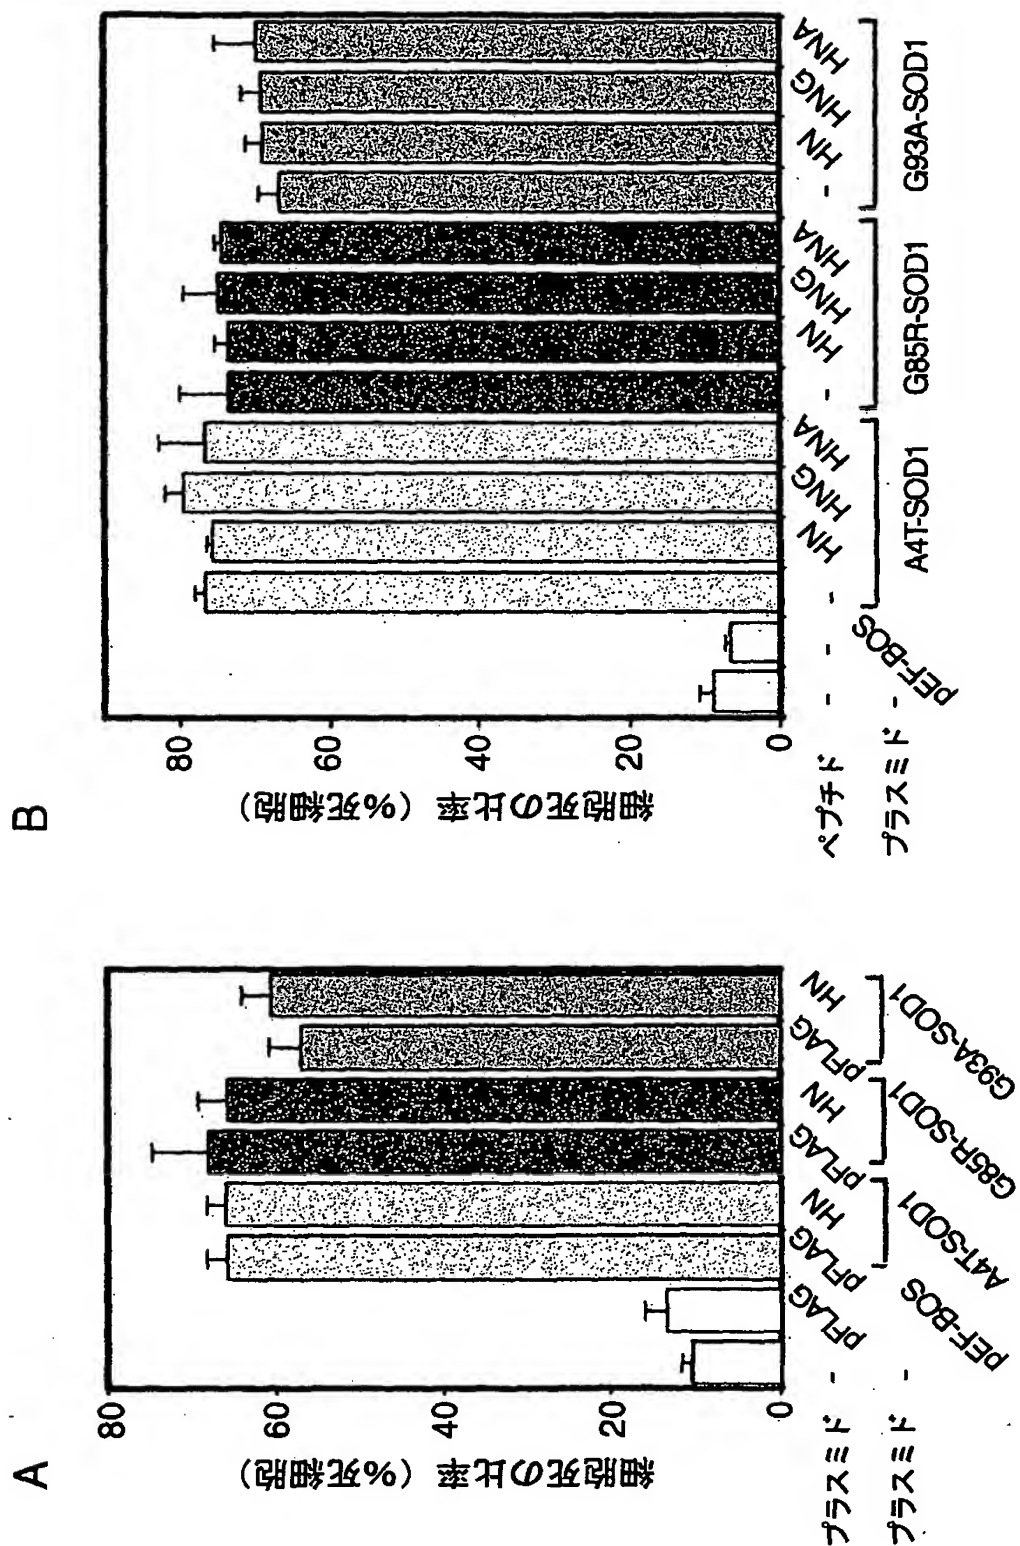 A
細胞死の比率 (%死細胞)
80
60
40
20
0
プラスミド - pFLAG pFLAG HN pFLAG HN pFLAG HN
プラスミド - pEF-BOS A4T-SOD1 G85R-SOD1 G93A-SOD1
B
細胞死の比率 (%死細胞)
80
60
40
20
0
ペプチド - - - HN HNG HNA - HN HNG HNA - HN HNG HNA
プラスミド - pEF-BOS A4T-SOD1 G85R-SOD1 G93A-SOD1